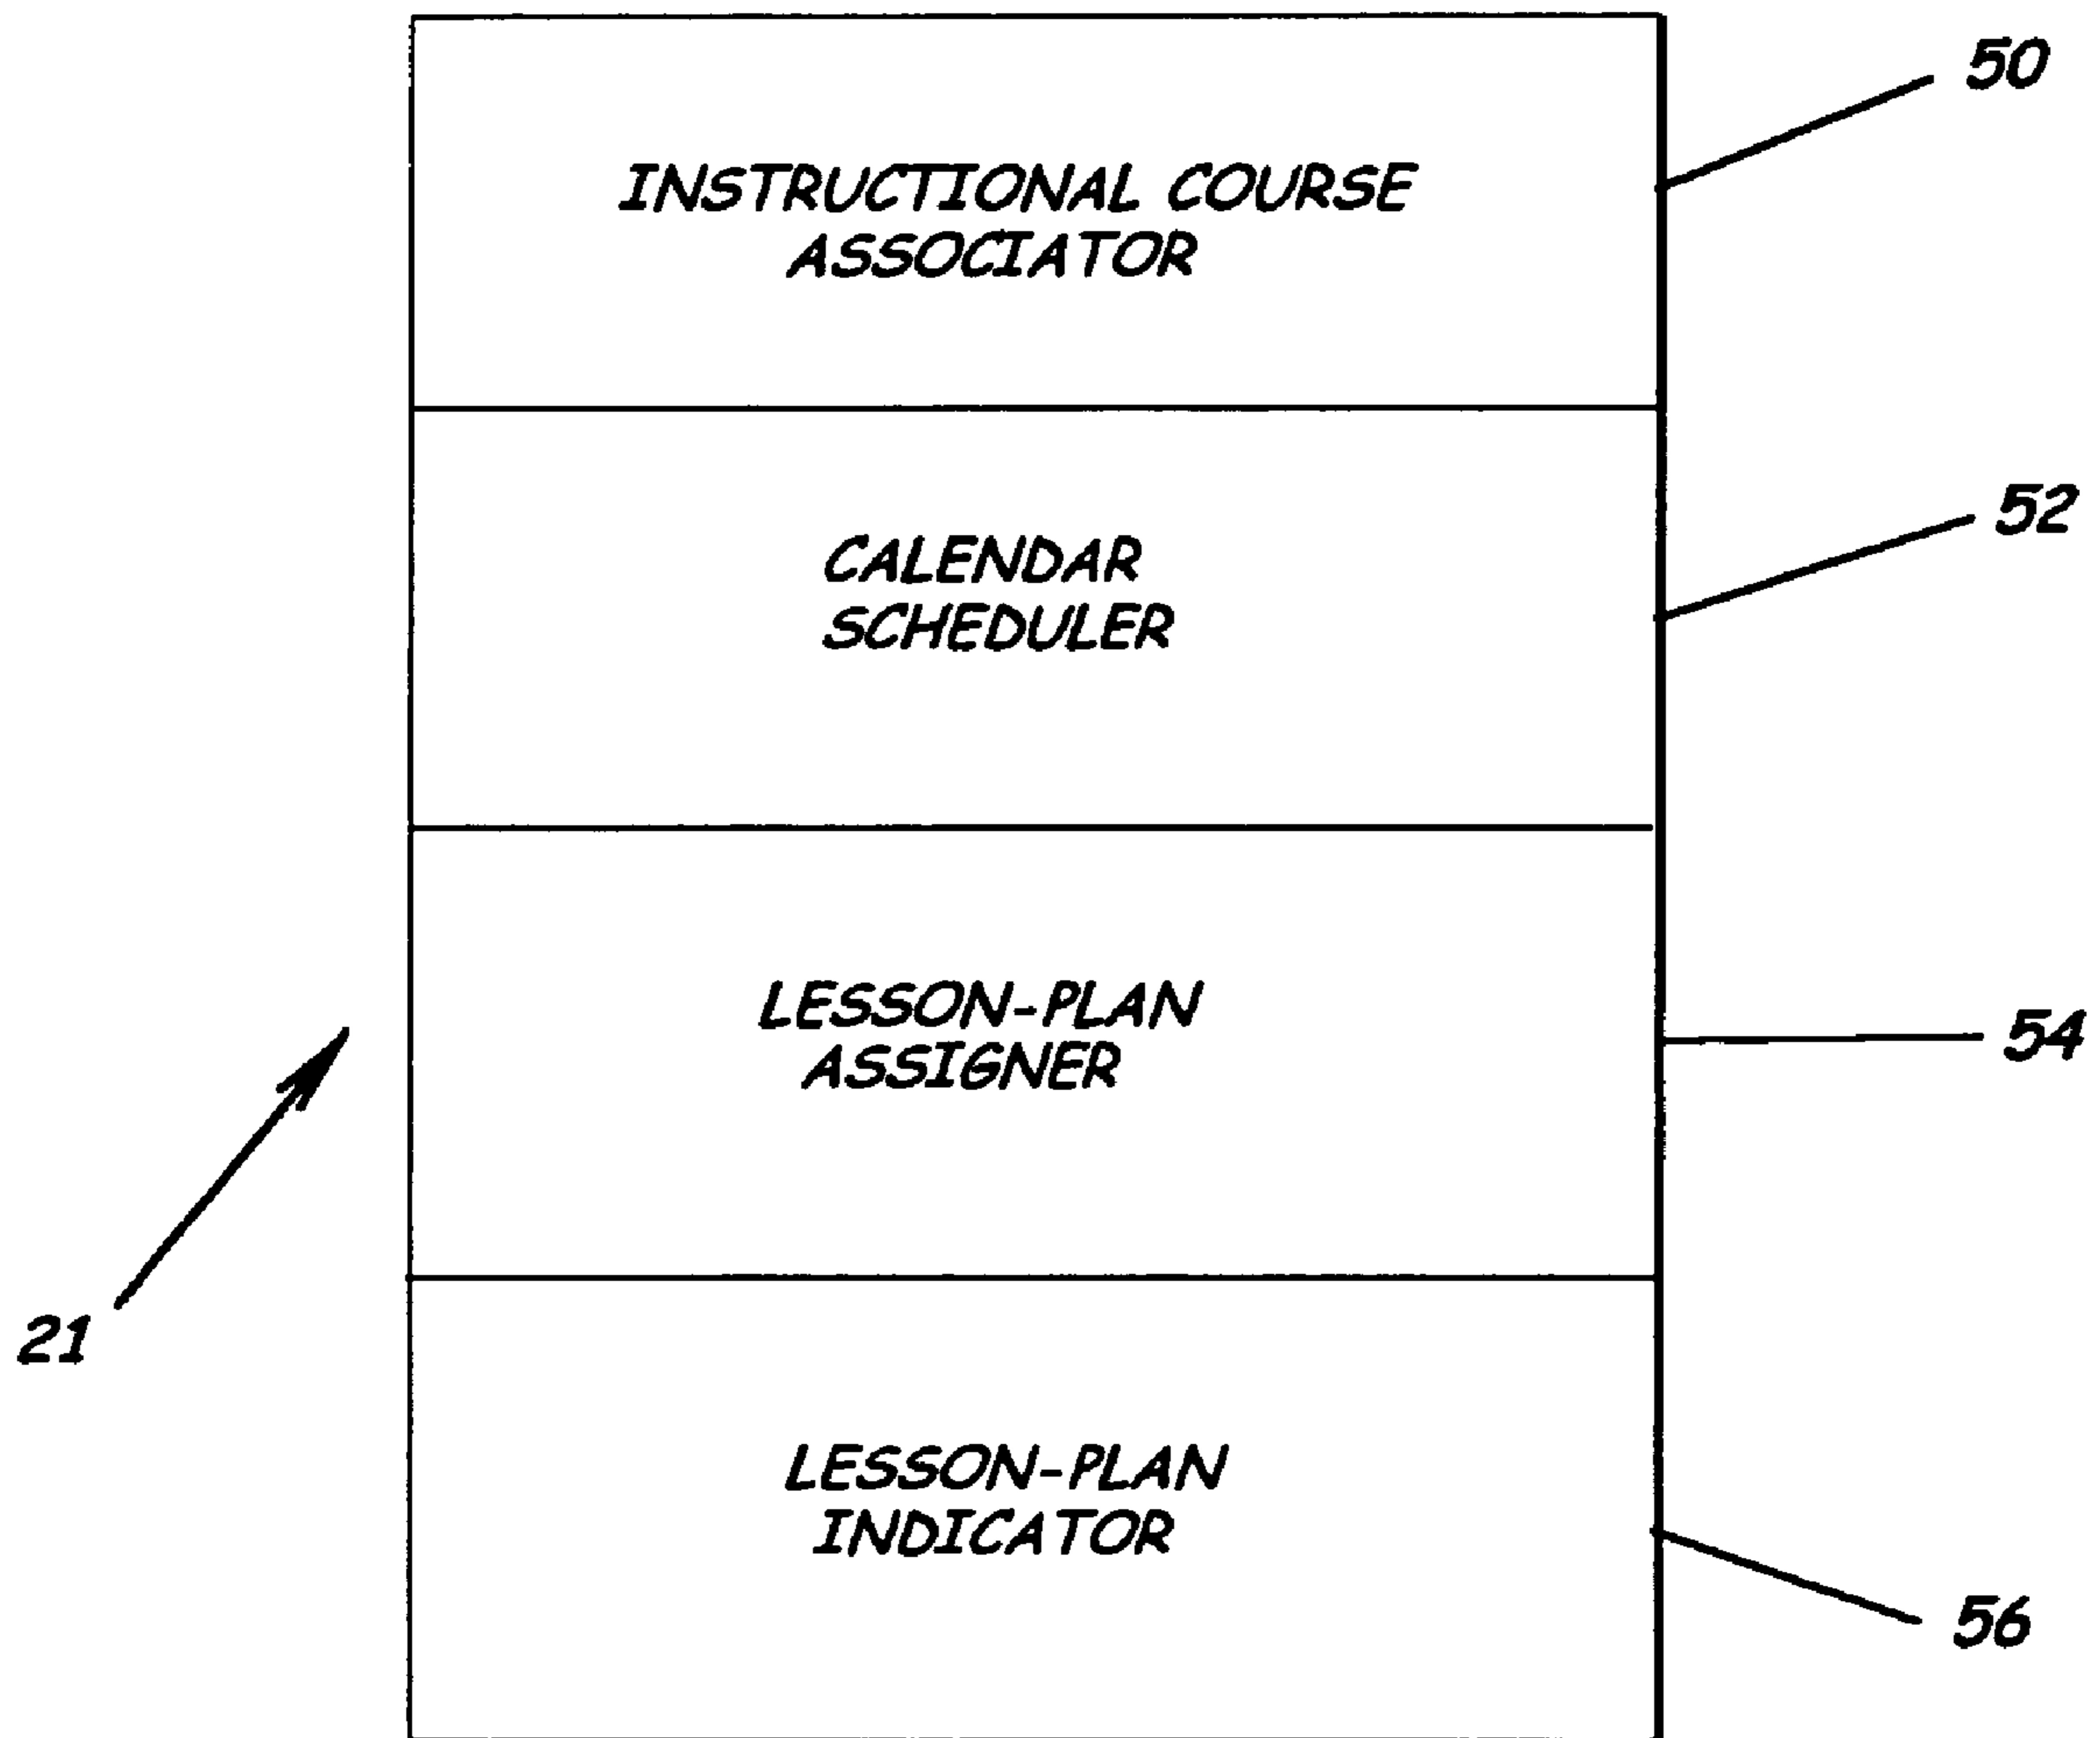 50
INSTRUCTIONAL COURSE
ASSOCIATOR
52
CALENDAR
SCHEDULER
LESSON-PLAN
ASSIGNER
54
21
LESSON-PLAN
INDICATOR
56